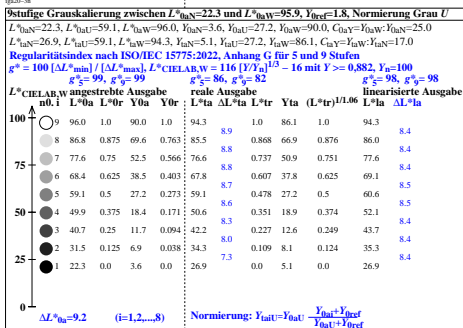 9stufige Grauskalierung zwischen L*0aN=22.3 und L*0aW=95.9, Y0ref=1.8, Normierung Grau U
L*0aN=22.3, L*0aU=59.1, L*0aW=96.0, Y0aN=3.6, Y0aU=27.2, Y0aW=90.0, C0aY=Y0aW:Y0aN=25.0
L*taN=26.9, L*taU=59.1, L*taW=94.3, YtaN=5.1, YtaU=27.2, YtaW=86.1, CtaY=YtaW:YtaN=17.0
Regularitätsindex nach ISO/IEC 15775:2022, Anhang G für 5 und 9 Stufen
g* = 100 [ΔL*min] / [ΔL*max], L*CIELAB,W = 116 [Y/Yn]1/3 − 16 mit Y >= 0,882, Yn=100
g*5= 99, g*9= 99 g*5= 86, g*9= 82 g*5= 98, g*9= 98
L*CIELAB,W angestrebte Ausgabe reale Ausgabe linearisierte Ausgabe
n0. i L*0a L*0r Y0a Y0r L*ta ΔL*ta L*tr Yta (L*tr)1/1.06 L*la ΔL*la
100 9 96.0 1.0 90.0 1.0 94.3 1.0 86.1 1.0 94.3
8.9 8.4
8 86.8 0.875 69.6 0.763 85.5 0.868 66.9 0.876 86.0
8.8 8.4
75 7 77.6 0.75 52.5 0.566 76.6 0.737 50.9 0.751 77.6
8.8 8.4
6 68.4 0.625 38.5 0.403 67.8 0.607 37.8 0.625 69.1
8.7 8.5
5 59.1 0.5 27.2 0.273 59.1 0.478 27.2 0.5 60.6
8.6 8.5
50 4 49.9 0.375 18.4 0.171 50.6 0.351 18.9 0.374 52.1
8.3 8.4
3 40.7 0.25 11.7 0.094 42.2 0.227 12.6 0.249 43.7
8.0 8.4
25 2 31.5 0.125 6.9 0.038 34.3 0.109 8.1 0.124 35.3
7.3 8.4
1 22.3 0.0 3.6 0.0 26.9 0.0 5.1 0.0 26.9
0
ΔL*0a=9.2 (i=1,2,...,8) Normierung: YtaiU=Y0aU Y0ai+Y0ref
Y0aU+Y0ref